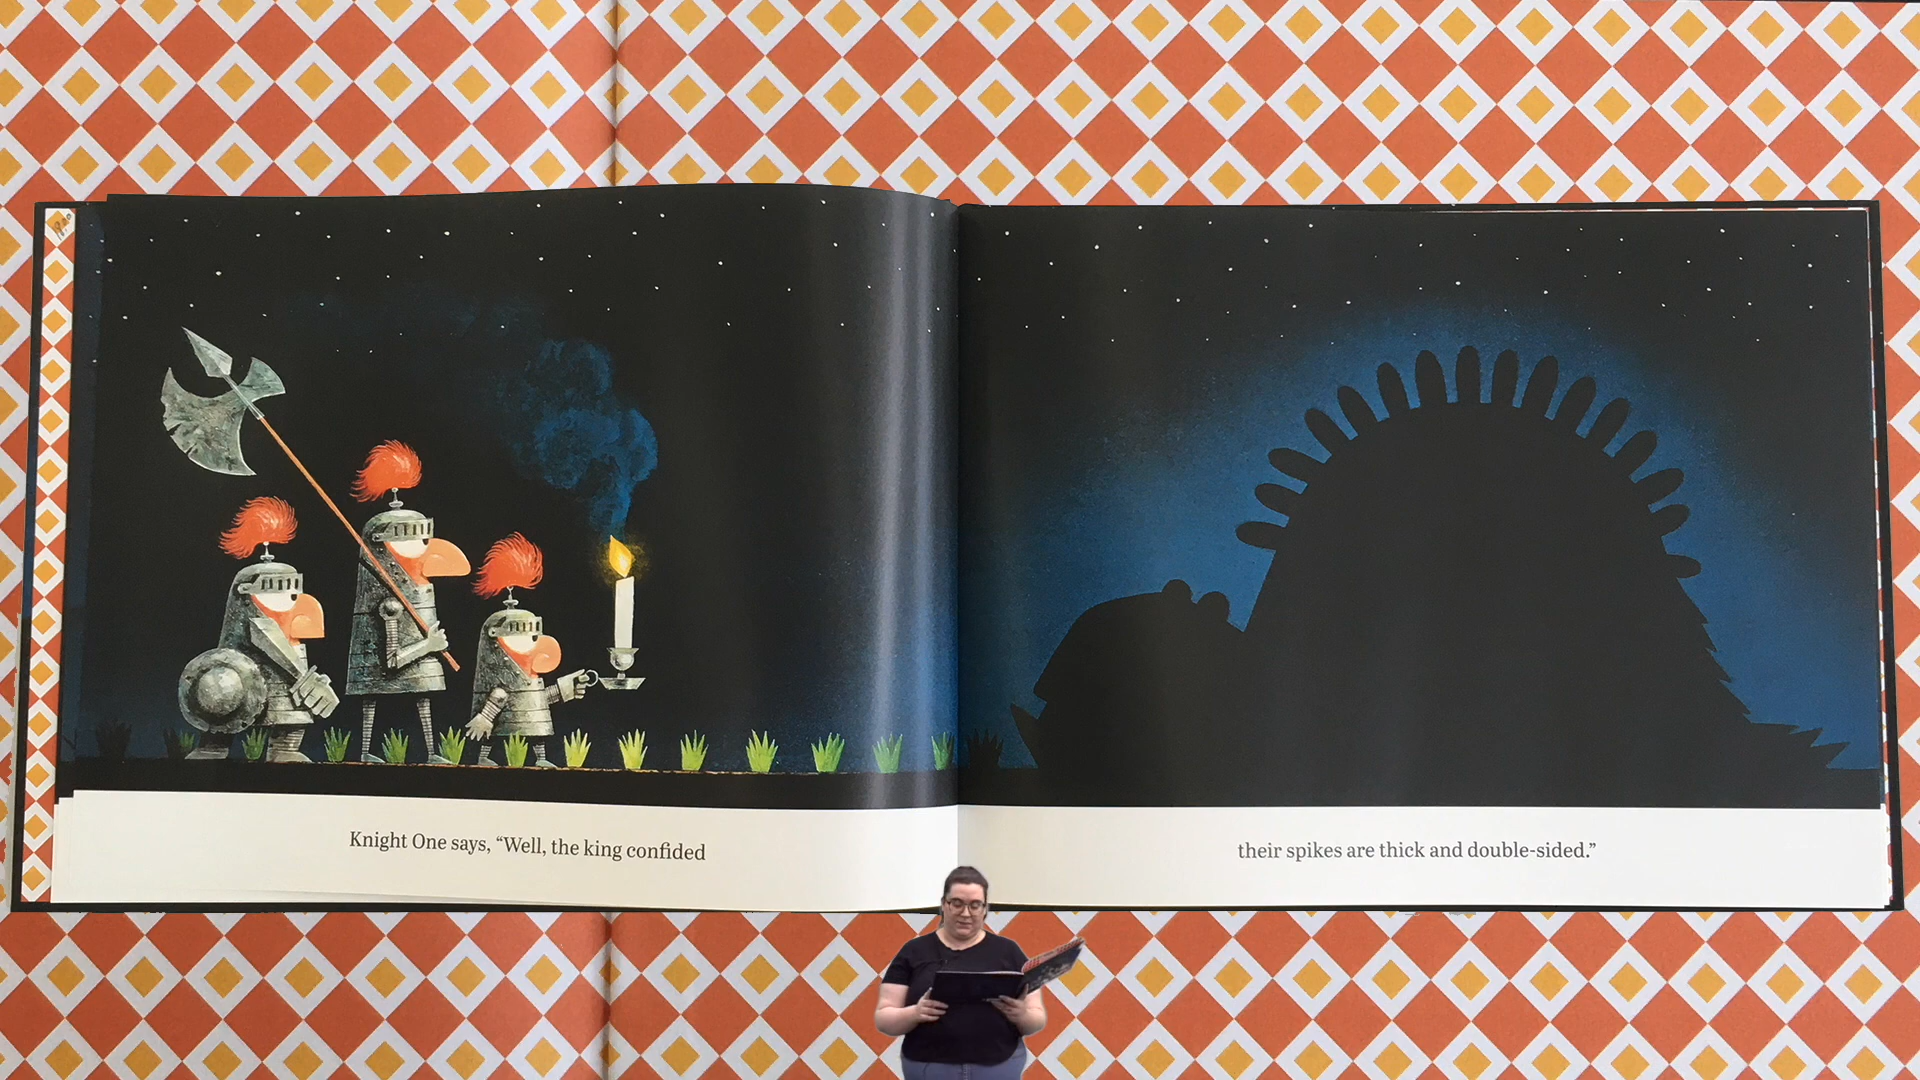 Knight One says, “Well, the king confided
their spikes are thick and double-sided.”